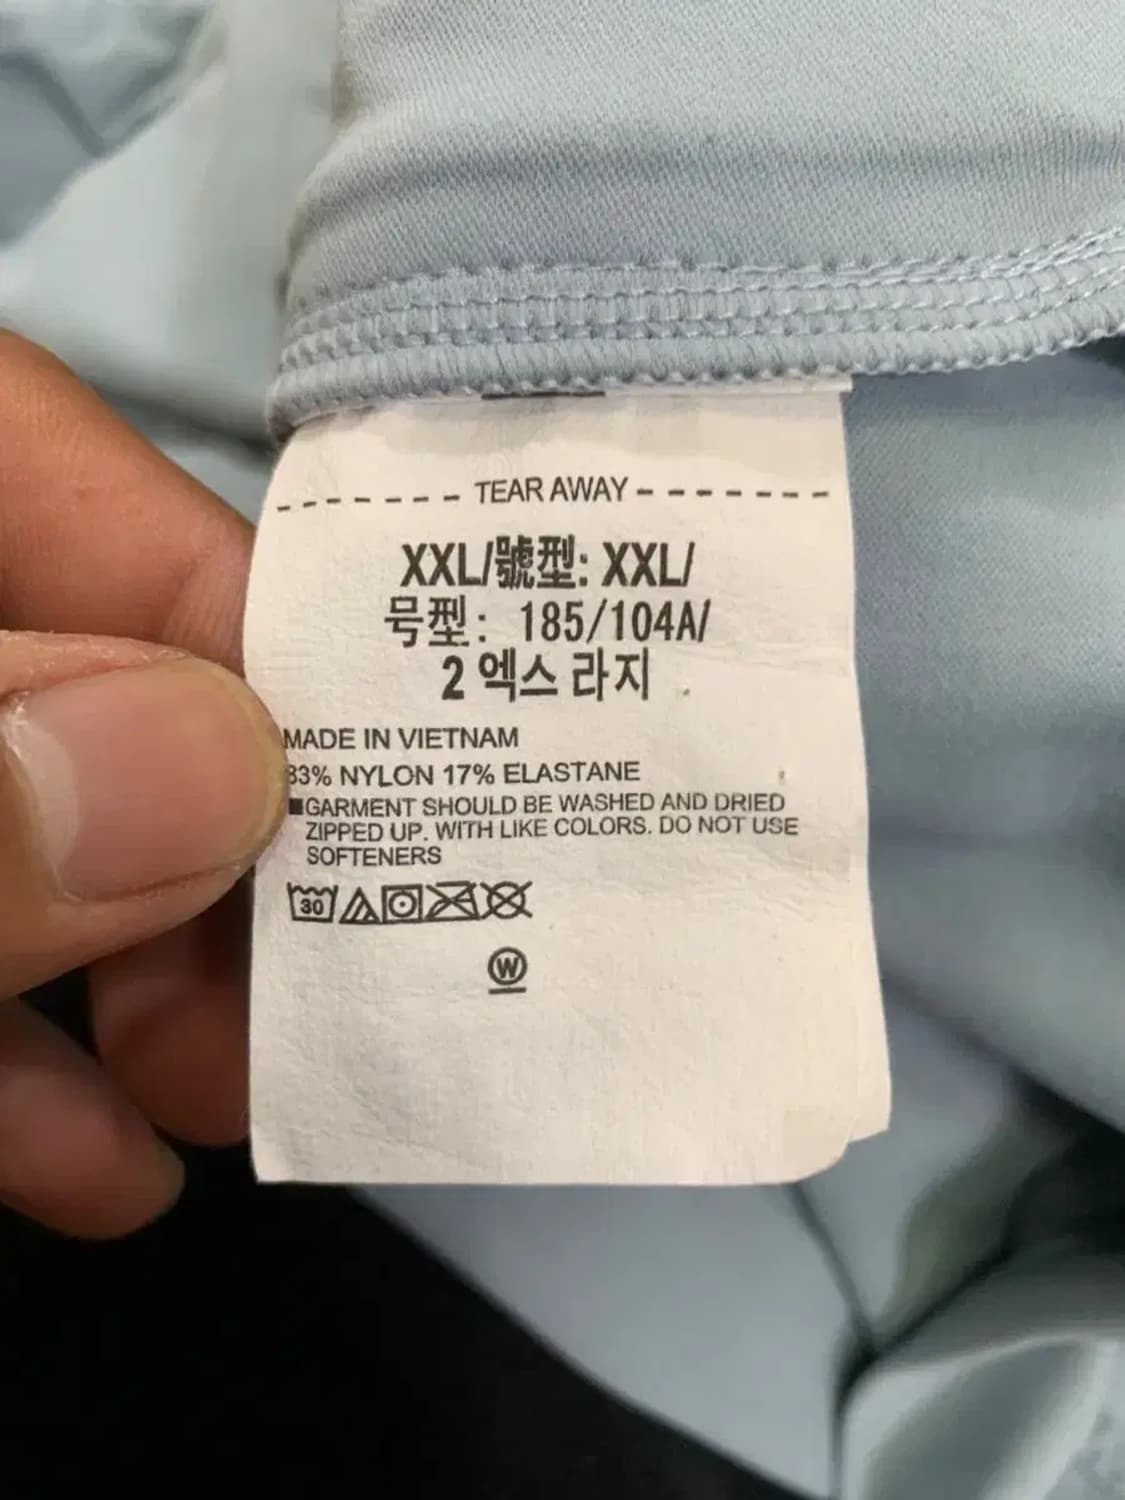 TEAR AWAY
XXL/號型: XXL/
号型: 185/104A/
2 엑스 라지
MADE IN VIETNAM
83% NYLON 17% ELASTANE
GARMENT SHOULD BE WASHED AND DRIED
ZIPPED UP. WITH LIKE COLORS. DO NOT USE
SOFTENERS
30
W